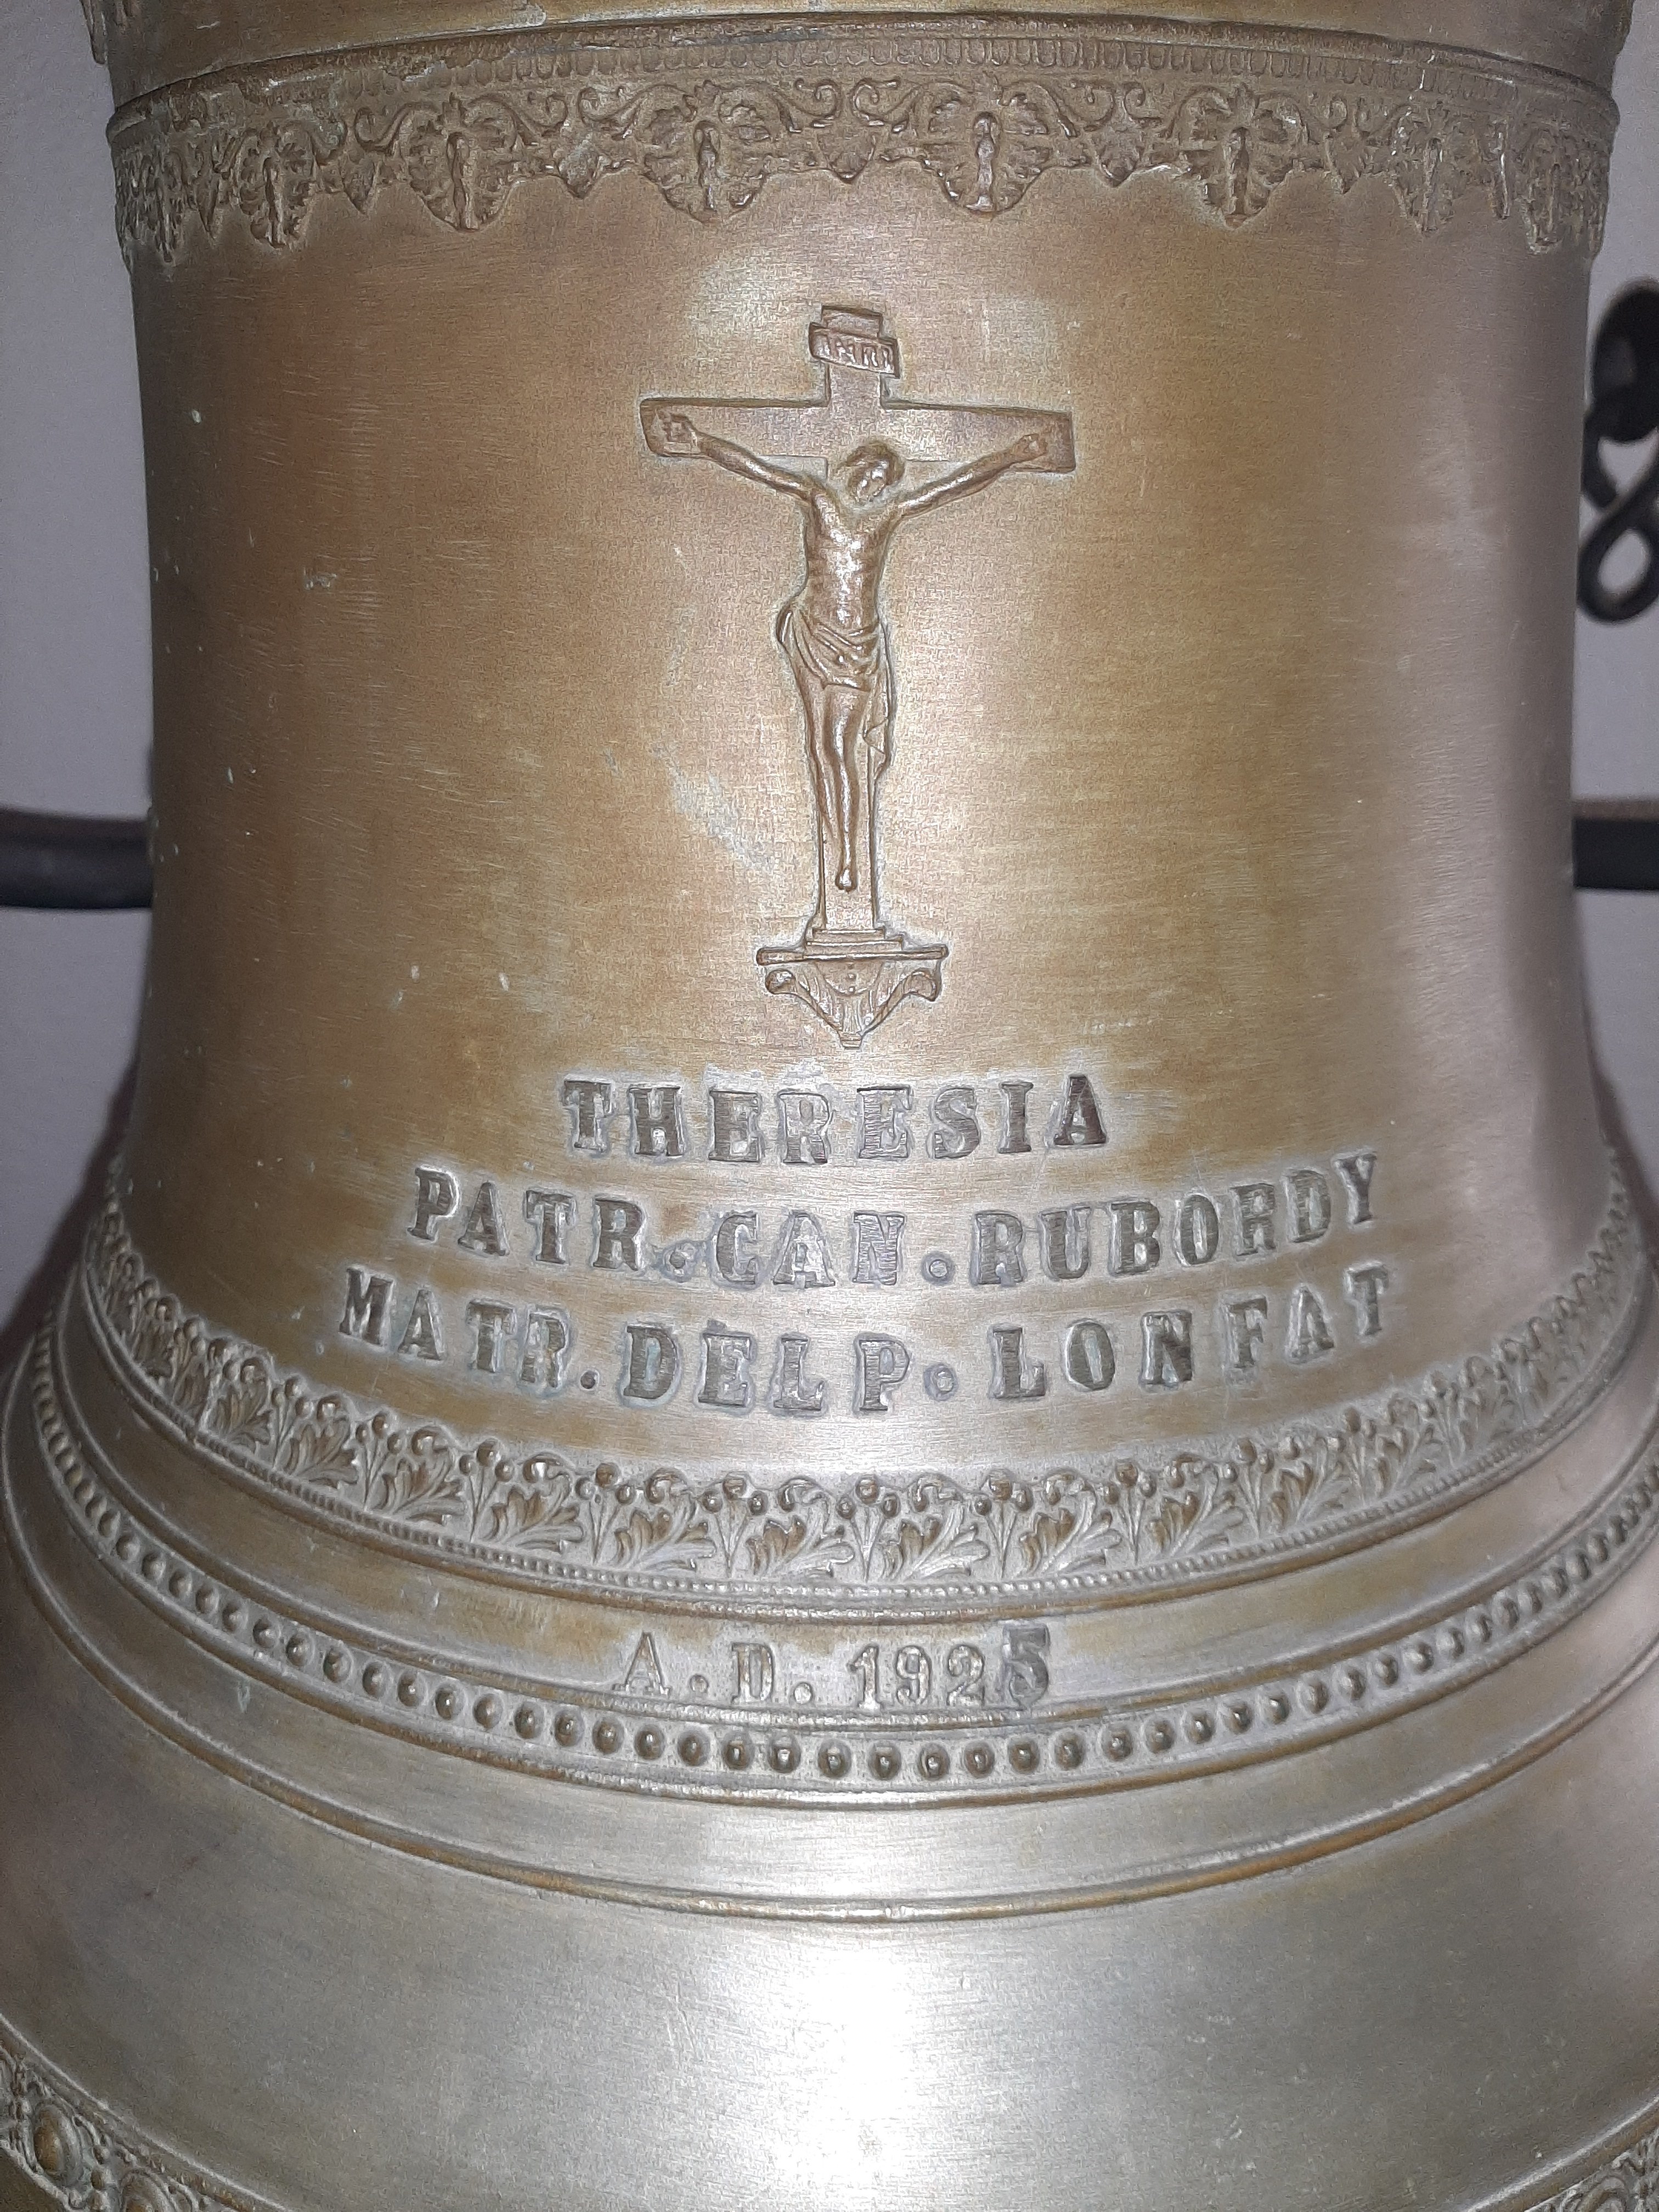 INRI
THERESIA
PATR. CAN. RUBORDY
MATR. DELP. LONFAT
A. D. 1925